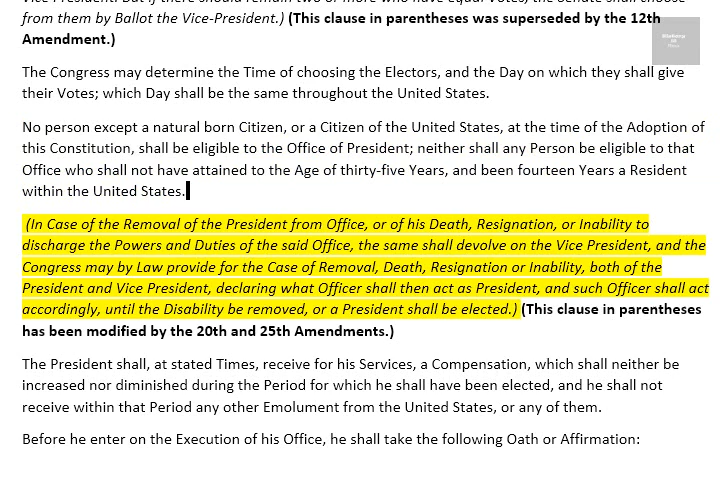 from them by Ballot the Vice-President.) (This clause in parentheses was superseded by the 12th
Amendment.)
The Congress may determine the Time of choosing the Electors, and the Day on which they shall give
their Votes; which Day shall be the same throughout the United States.
No person except a natural born Citizen, or a Citizen of the United States, at the time of the Adoption of
this Constitution, shall be eligible to the Office of President; neither shall any Person be eligible to that
Office who shall not have attained to the Age of thirty-five Years, and been fourteen Years a Resident
within the United States.
(In Case of the Removal of the President from Office, or of his Death, Resignation, or Inability to
discharge the Powers and Duties of the said Office, the same shall devolve on the Vice President, and the
Congress may by Law provide for the Case of Removal, Death, Resignation or Inability, both of the
President and Vice President, declaring what Officer shall then act as President, and such Officer shall act
accordingly, until the Disability be removed, or a President shall be elected.) (This clause in parentheses
has been modified by the 20th and 25th Amendments.)
The President shall, at stated Times, receive for his Services, a Compensation, which shall neither be
increased nor diminished during the Period for which he shall have been elected, and he shall not
receive within that Period any other Emolument from the United States, or any of them.
Before he enter on the Execution of his Office, he shall take the following Oath or Affirmation: